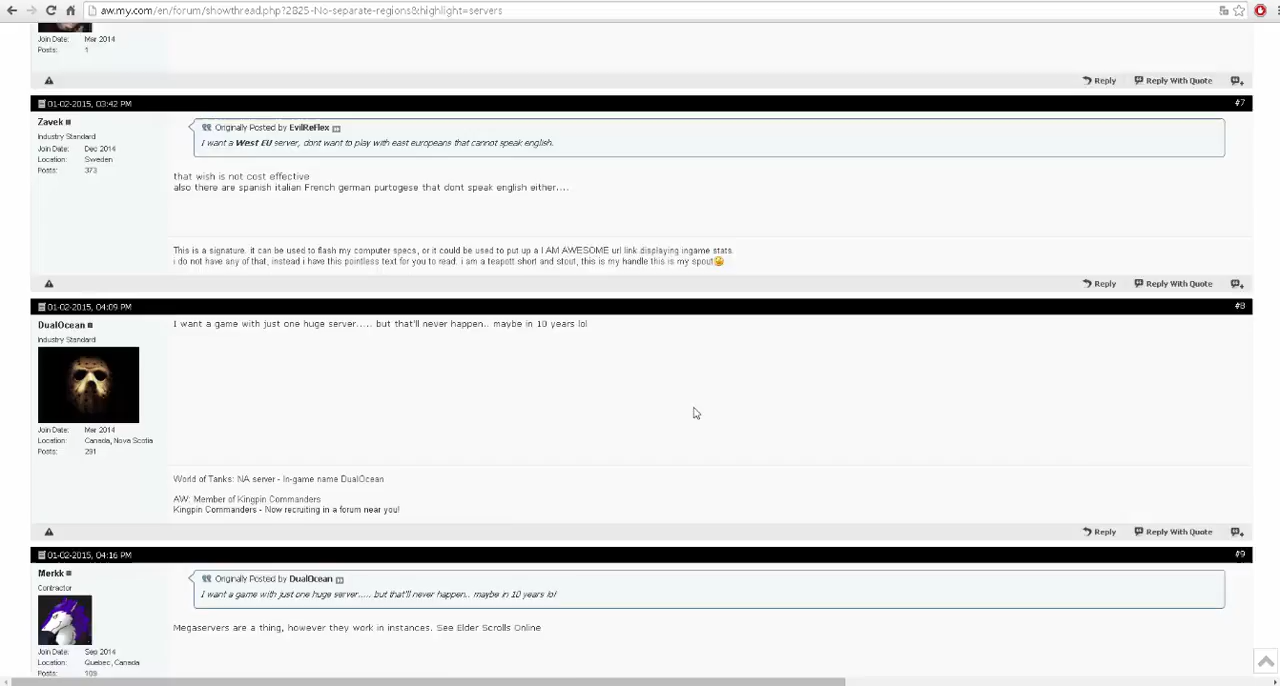 aw.my.com/en/forum/showthread.php?2825-No-separate-regions&highlight=servers
Join Date: Mar 2014
Posts: 1
Reply Reply With Quote
01-02-2015, 03:42 PM #7
Zavek
Industry Standard
Join Date: Dec 2014
Location: Sweden
Posts: 373
Originally Posted by EvilReFlex
I want a West EU server, dont want to play with east europeans that cannot speak english.
that wish is not cost effective
also there are spanish italian French german purtogese that dont speak english either....
This is a signature. it can be used to flash my computer specs, or it could be used to put up a I AM AWESOME url link displaying ingame stats.
i do not have any of that, instead i have this pointless text for you to read. i am a teapott short and stout, this is my handle this is my spout
Reply Reply With Quote
01-02-2015, 04:09 PM #8
DualOcean
Industry Standard
Join Date: Mar 2014
Location: Canada, Nova Scotia
Posts: 291
I want a game with just one huge server..... but that'll never happen.. maybe in 10 years lol
World of Tanks: NA server - In-game name DualOcean
AW: Member of Kingpin Commanders
Kingpin Commanders - Now recruiting in a forum near you!
Reply Reply With Quote
01-02-2015, 04:16 PM #9
Merkk
Contractor
Join Date: Sep 2014
Location: Quebec, Canada
Posts: 109
Originally Posted by DualOcean
I want a game with just one huge server..... but that'll never happen.. maybe in 10 years lol
Megaservers are a thing, however they work in instances. See Elder Scrolls Online